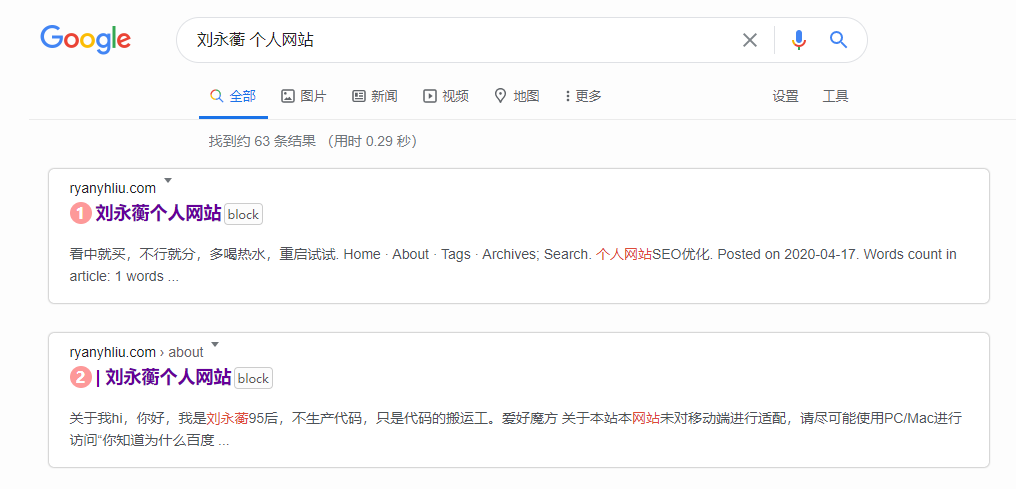 Google
刘永蘅 个人网站
全部 图片 新闻 视频 地图 更多 设置 工具
找到约 63 条结果 （用时 0.29 秒）
ryanyhliu.com
1 刘永蘅个人网站 block
看中就买，不行就分，多喝热水，重启试试. Home · About · Tags · Archives; Search. 个人网站SEO优化. Posted on 2020-04-17. Words count in
article: 1 words ...
ryanyhliu.com › about
2 | 刘永蘅个人网站 block
关于我hi，你好，我是刘永蘅95后，不生产代码，只是代码的搬运工。爱好魔方 关于本站本网站未对移动端进行适配，请尽可能使用PC/Mac进行
访问“你知道为什么百度 ...